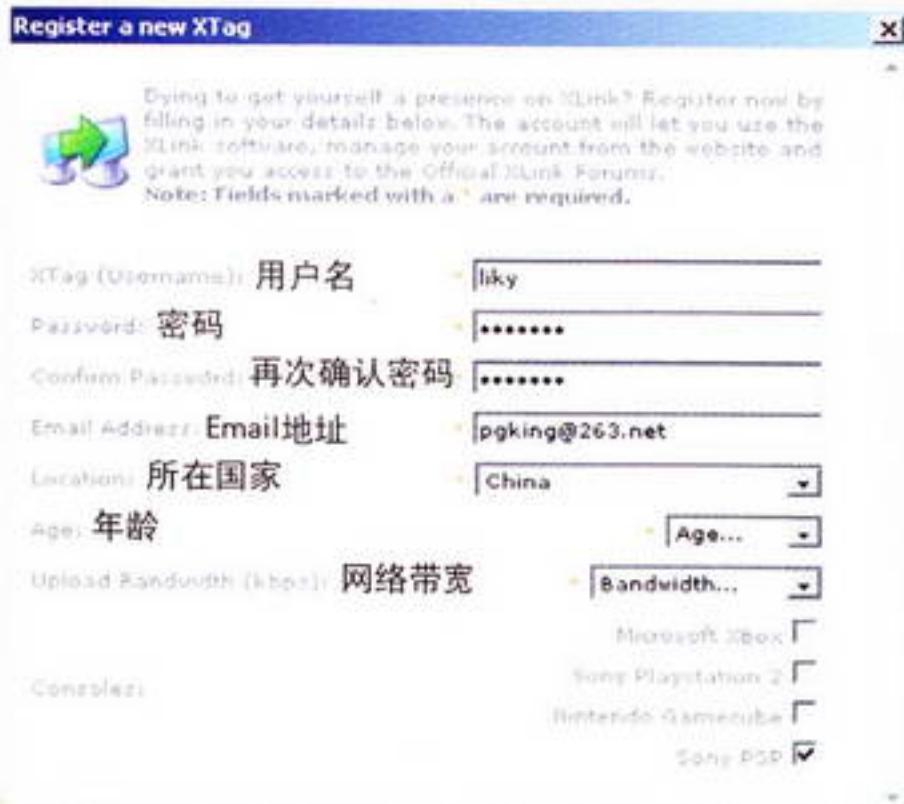 Register a new XTag
Dying to get yourself a presence on XLink? Register now by
filling in your details below. The account will let you use the
XLink software, manage your account from the website and
grant you access to the Official XLink Forums.
Note: Fields marked with a * are required.
XTag (Username): 用户名 * liky
Password: 密码 * •••••••
Confirm Password: 再次确认密码 * •••••••
Email Address: Email地址 * pgking@263.net
Location: 所在国家 * China
Age: 年龄 * Age...
Upload Bandwidth (kbps): 网络带宽 * Bandwidth...
Microsoft XBox
Sony Playstation 2
Consoles:
Nintendo Gamecube
Sony PSP